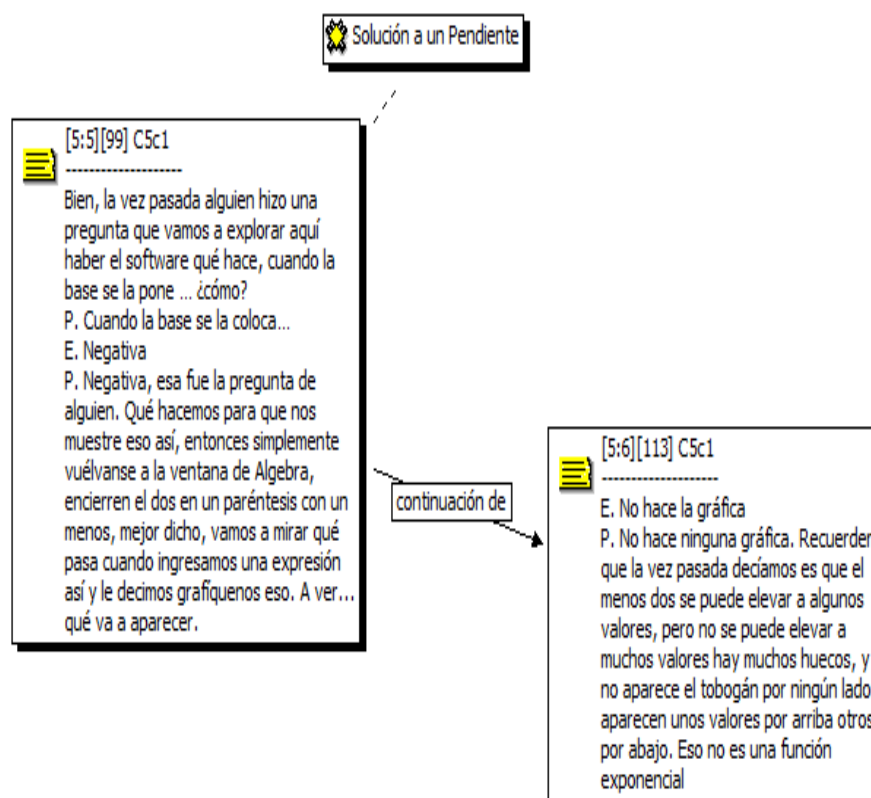 Solución a un Pendiente
[5:5][99] C5c1
--------------------
Bien, la vez pasada alguien hizo una
pregunta que vamos a explorar aquí
haber el software qué hace, cuando la
base se la pone ... ¿cómo?
P. Cuando la base se la coloca...
E. Negativa
P. Negativa, esa fue la pregunta de
alguien. Qué hacemos para que nos
muestre eso así, entonces simplemente
vuélvanse a la ventana de Algebra,
encierren el dos en un paréntesis con un
menos, mejor dicho, vamos a mirar qué
pasa cuando ingresamos una expresión
así y le decimos grafíquenos eso. A ver...
qué va a aparecer.
continuación de
[5:6][113] C5c1
--------------------
E. No hace la gráfica
P. No hace ninguna gráfica. Recuerden
que la vez pasada decíamos es que el
menos dos se puede elevar a algunos
valores, pero no se puede elevar a
muchos valores hay muchos huecos, y
no aparece el tobogán por ningún lado
aparecen unos valores por arriba otros
por abajo. Eso no es una función
exponencial